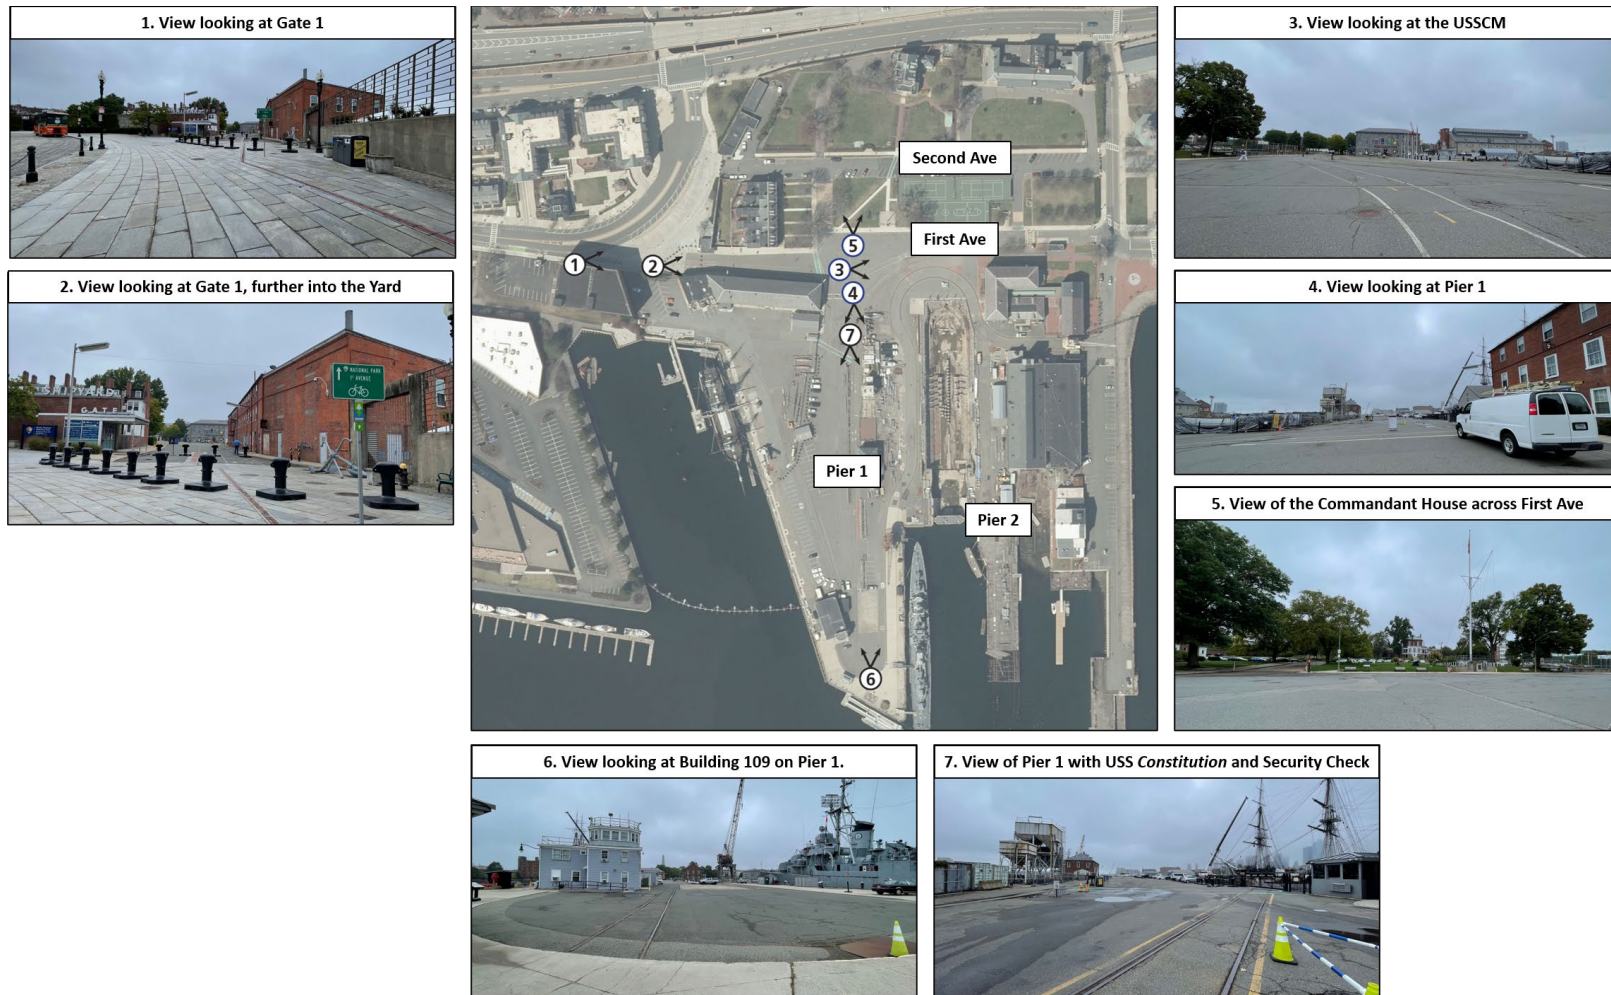 1. View looking at Gate 1
2. View looking at Gate 1, further into the Yard
NATIONAL PARK
1ST AVENUE
GATE
Second Ave
First Ave
5
1
2
3
4
7
Pier 1
Pier 2
6
3. View looking at the USSCM
4. View looking at Pier 1
5. View of the Commandant House across First Ave
6. View looking at Building 109 on Pier 1.
7. View of Pier 1 with USS Constitution and Security Check